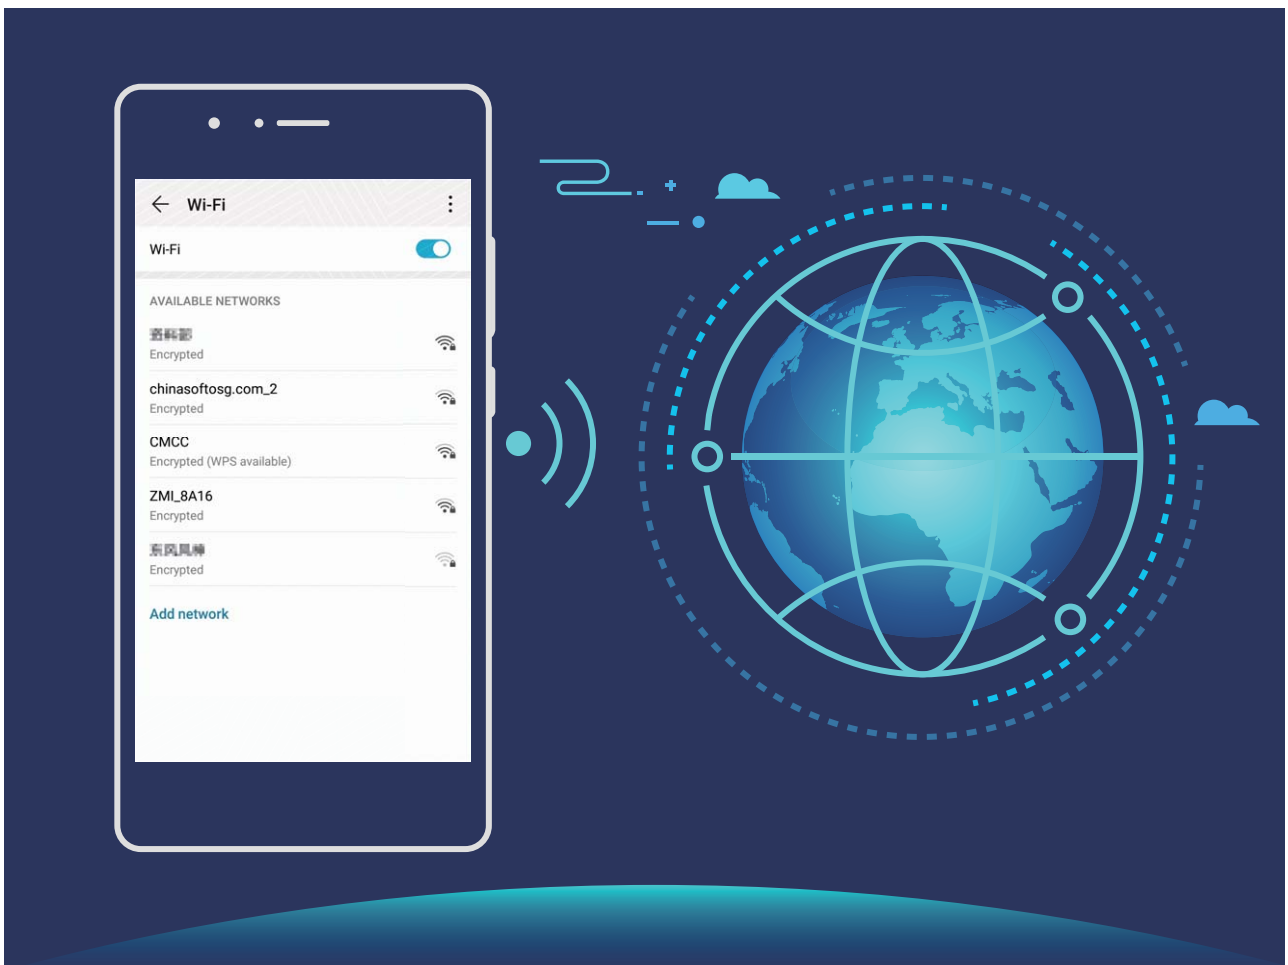 Wi-Fi
Wi-Fi
AVAILABLE NETWORKS
Encrypted
chinasoftosg.com_2
Encrypted
CMCC
Encrypted (WPS available)
ZMI_8A16
Encrypted
Encrypted
Add network